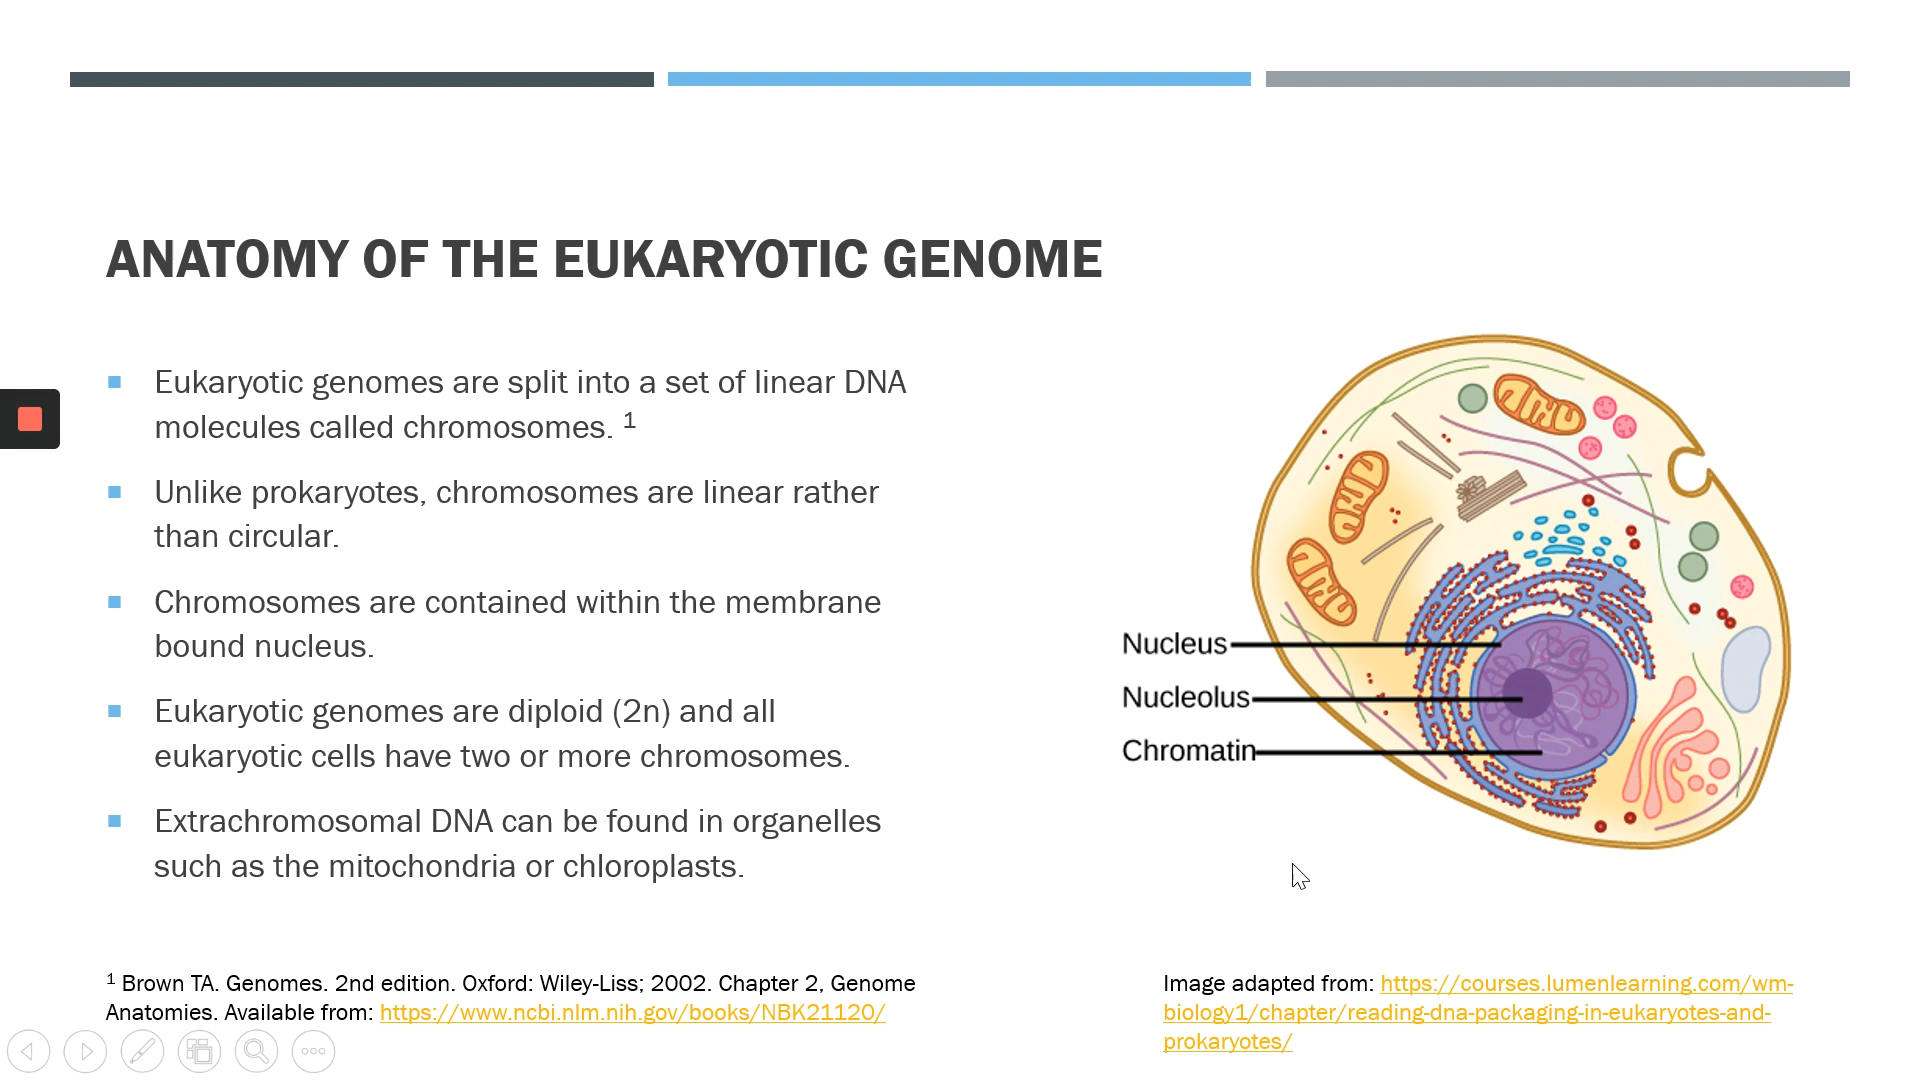 ANATOMY OF THE EUKARYOTIC GENOME
Eukaryotic genomes are split into a set of linear DNA
molecules called chromosomes. 1
Unlike prokaryotes, chromosomes are linear rather
than circular.
Chromosomes are contained within the membrane
bound nucleus.
Eukaryotic genomes are diploid (2n) and all
eukaryotic cells have two or more chromosomes.
Extrachromosomal DNA can be found in organelles
such as the mitochondria or chloroplasts.
Nucleus
Nucleolus
Chromatin
1 Brown TA. Genomes. 2nd edition. Oxford: Wiley-Liss; 2002. Chapter 2, Genome
Anatomies. Available from: https://www.ncbi.nlm.nih.gov/books/NBK21120/
Image adapted from: https://courses.lumenlearning.com/wm-
biology1/chapter/reading-dna-packaging-in-eukaryotes-and-
prokaryotes/